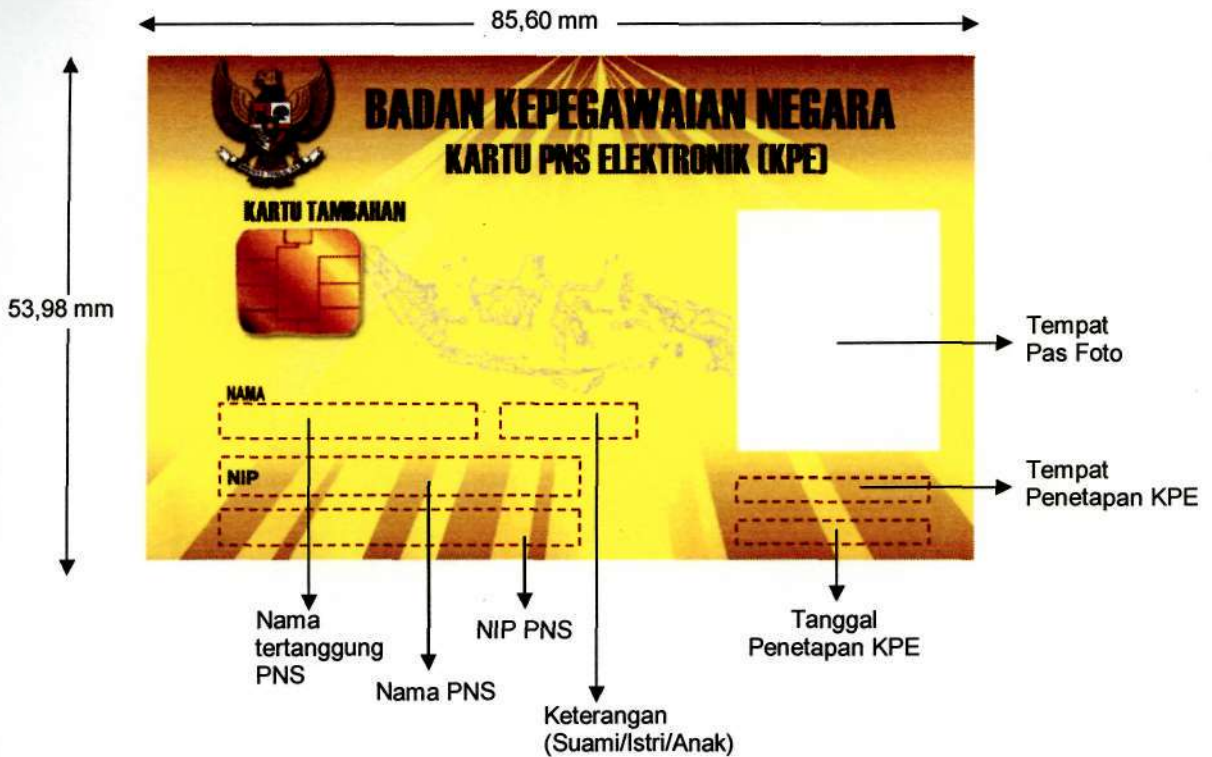 85,60 mm
BADAN KEPEGAWAIAN NEGARA
KARTU PNS ELEKTRONIK (KPE)
KARTU TAMBAHAN
53,98 mm
Tempat
Pas Foto
NAMA
NIP
Tempat
Penetapan KPE
Nama
tertanggung
PNS
Nama PNS
NIP PNS
Keterangan
(Suami/Istri/Anak)
Tanggal
Penetapan KPE